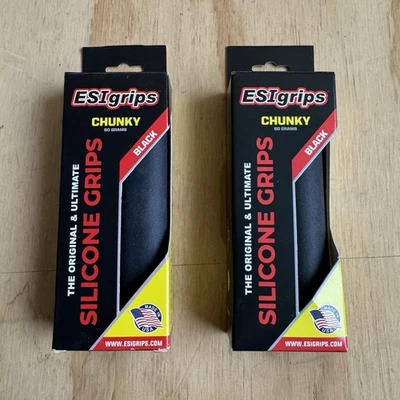 ESIgrips
CHUNKY
60 GRAMS
BLACK
THE ORIGINAL & ULTIMATE
SILICONE GRIPS
MADE IN
USA
WWW.ESIGRIPS.COM
ESIgrips
CHUNKY
60 GRAMS
BLACK
THE ORIGINAL & ULTIMATE
SILICONE GRIPS
MADE IN
USA
WWW.ESIGRIPS.COM